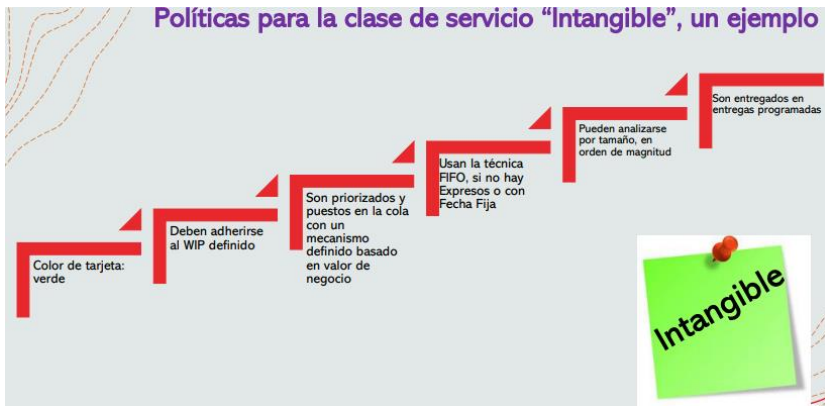 Políticas para la clase de servicio “Intangible”, un ejemplo
Color de tarjeta:
verde
Deben adherirse
al WIP definido
Son priorizados y
puestos en la cola
con un
mecanismo
definido basado
en valor de
negocio
Usan la técnica
FIFO, si no hay
Expresos o con
Fecha Fija
Pueden analizarse
por tamaño, en
orden de magnitud
Son entregados en
entregas programadas
Intangible